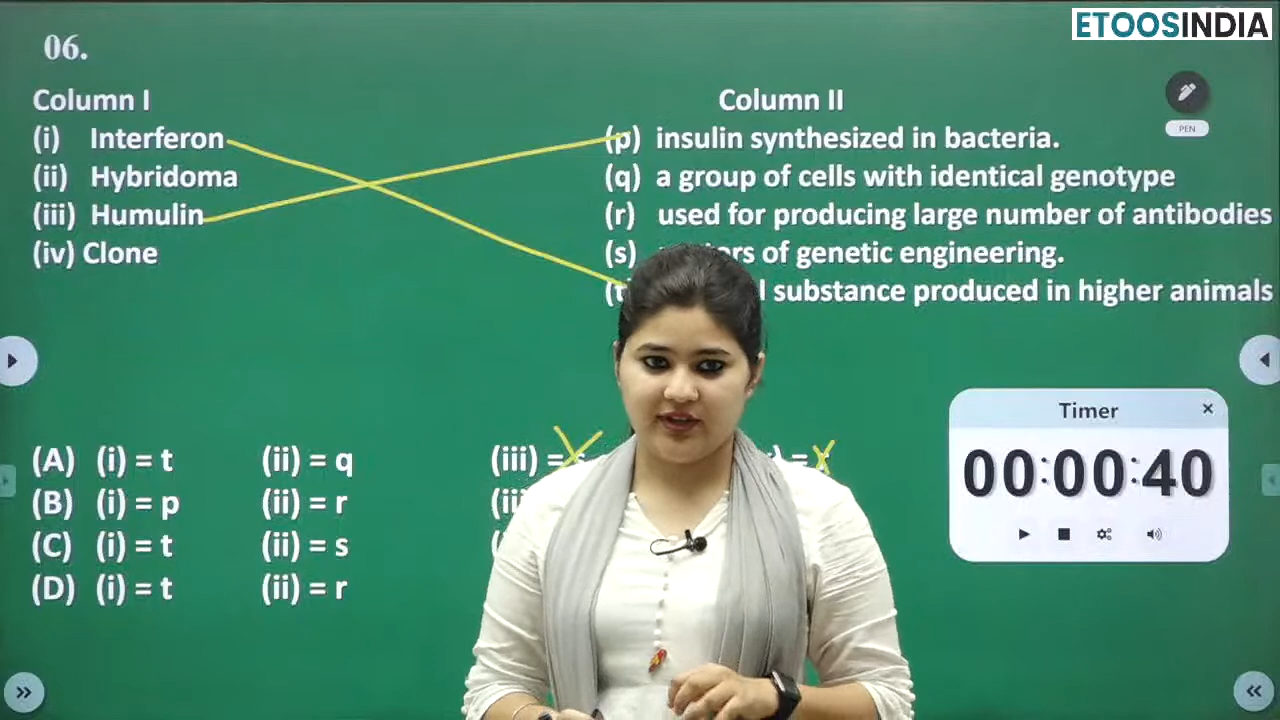 ETOOSINDIA
06.
Column I Column II
(i) Interferon (p) insulin synthesized in bacteria.
(ii) Hybridoma (q) a group of cells with identical genotype
(iii) Humulin (r) used for producing large number of antibodies
(iv) Clone (s) of genetic engineering.
substance produced in higher animals
PEN
Timer
00:00:40
(A) (i) = t (ii) = q (iii) =
(B) (i) = p (ii) = r
(C) (i) = t (ii) = s
(D) (i) = t (ii) = r